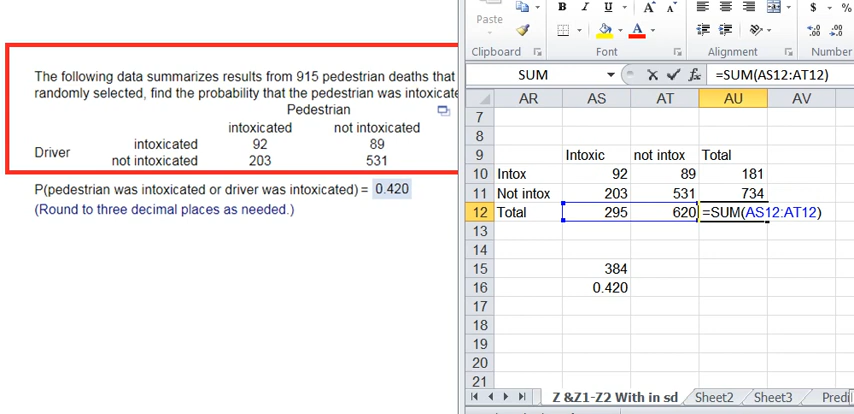 Paste
B I U A A
A
$ - %
Clipboard Font Alignment Number
SUM fx =SUM(AS12:AT12)
The following data summarizes results from 915 pedestrian deaths that
randomly selected, find the probability that the pedestrian was intoxicate
Pedestrian
intoxicated not intoxicated
Driver
intoxicated 92 89
not intoxicated 203 531
P(pedestrian was intoxicated or driver was intoxicated) = 0.420
(Round to three decimal places as needed.)
AR AS AT AU AV
7
8
9 Intoxic not intox Total
10 Intox 92 89 181
11 Not intox 203 531 734
12 Total 295 620 =SUM(AS12:AT12)
13
14
15 384
16 0.420
17
18
19
20
21
Z &Z1-Z2 With in sd Sheet2 Sheet3 Predi